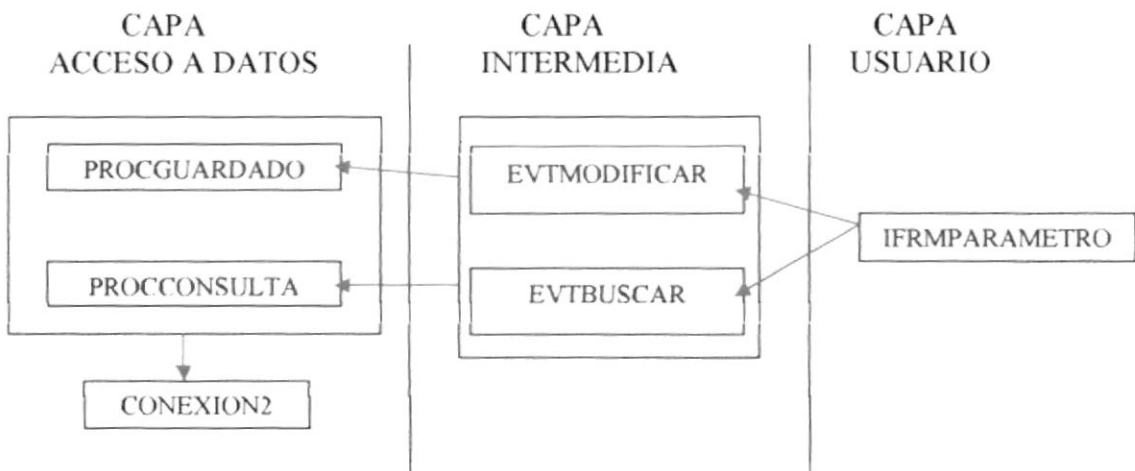 CAPA
ACCESO A DATOS
CAPA
INTERMEDIA
CAPA
USUARIO
PROCGUARDADO
PROCCONSULTA
CONEXION2
EVTMODIFICAR
EVTBUSCAR
IFRMPARAMETRO